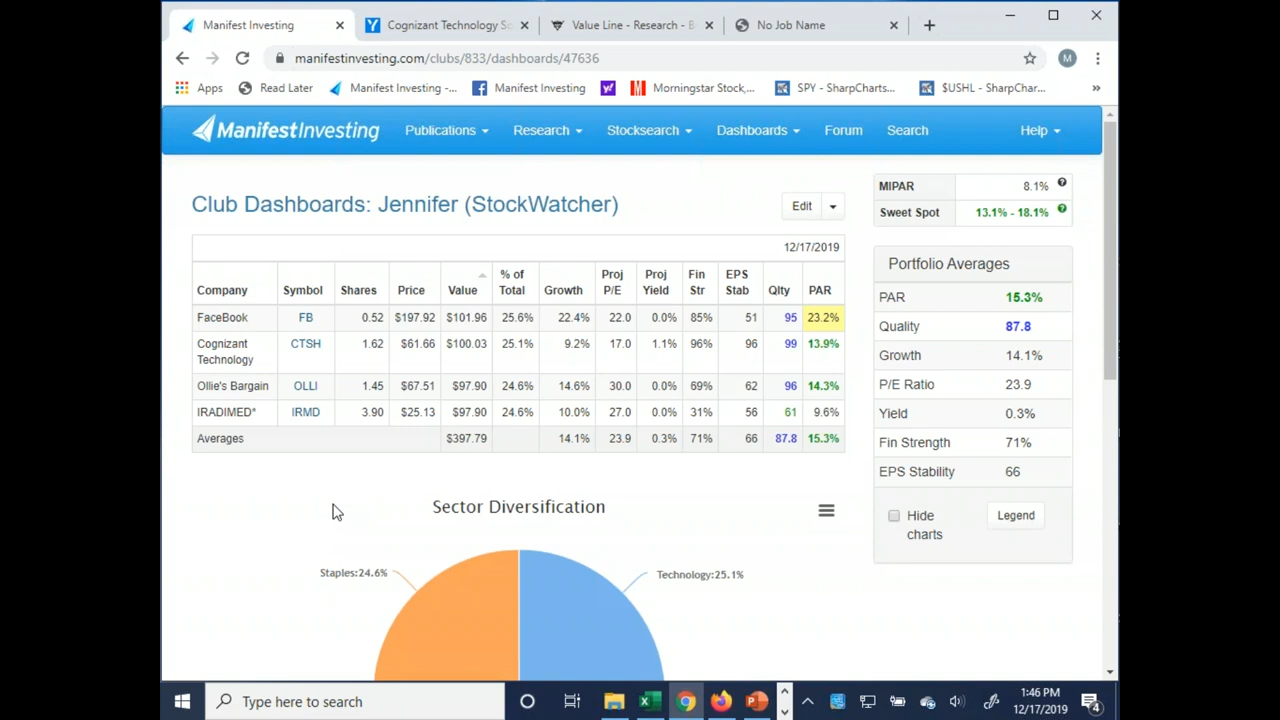 Manifest Investing
Cognizant Technology So
Value Line - Research - B
No Job Name
manifestinvesting.com/clubs/833/dashboards/47636
M
Apps
Read Later
Manifest Investing -...
Manifest Investing
Morningstar Stock,...
SPY - SharpCharts...
$USHL - SharpChar...
ManifestInvesting
Publications
Research
Stocksearch
Dashboards
Forum
Search
Help
Club Dashboards: Jennifer (StockWatcher)
Edit
12/17/2019
Company Symbol Shares Price Value % of Total Growth Proj P/E Proj Yield Fin Str EPS Stab Qlty PAR
FaceBook FB 0.52 $197.92 $101.96 25.6% 22.4% 22.0 0.0% 85% 51 95 23.2%
Cognizant Technology CTSH 1.62 $61.66 $100.03 25.1% 9.2% 17.0 1.1% 96% 96 99 13.9%
Ollie's Bargain OLLI 1.45 $67.51 $97.90 24.6% 14.6% 30.0 0.0% 69% 62 96 14.3%
IRADIMED* IRMD 3.90 $25.13 $97.90 24.6% 10.0% 27.0 0.0% 31% 56 61 9.6%
Averages $397.79 14.1% 23.9 0.3% 71% 66 87.8 15.3%
MIPAR 8.1%
Sweet Spot 13.1% - 18.1%
Portfolio Averages
PAR 15.3%
Quality 87.8
Growth 14.1%
P/E Ratio 23.9
Yield 0.3%
Fin Strength 71%
EPS Stability 66
Hide charts
Legend
Sector Diversification
Staples:24.6%
Technology:25.1%
Type here to search
1:46 PM
12/17/2019
4